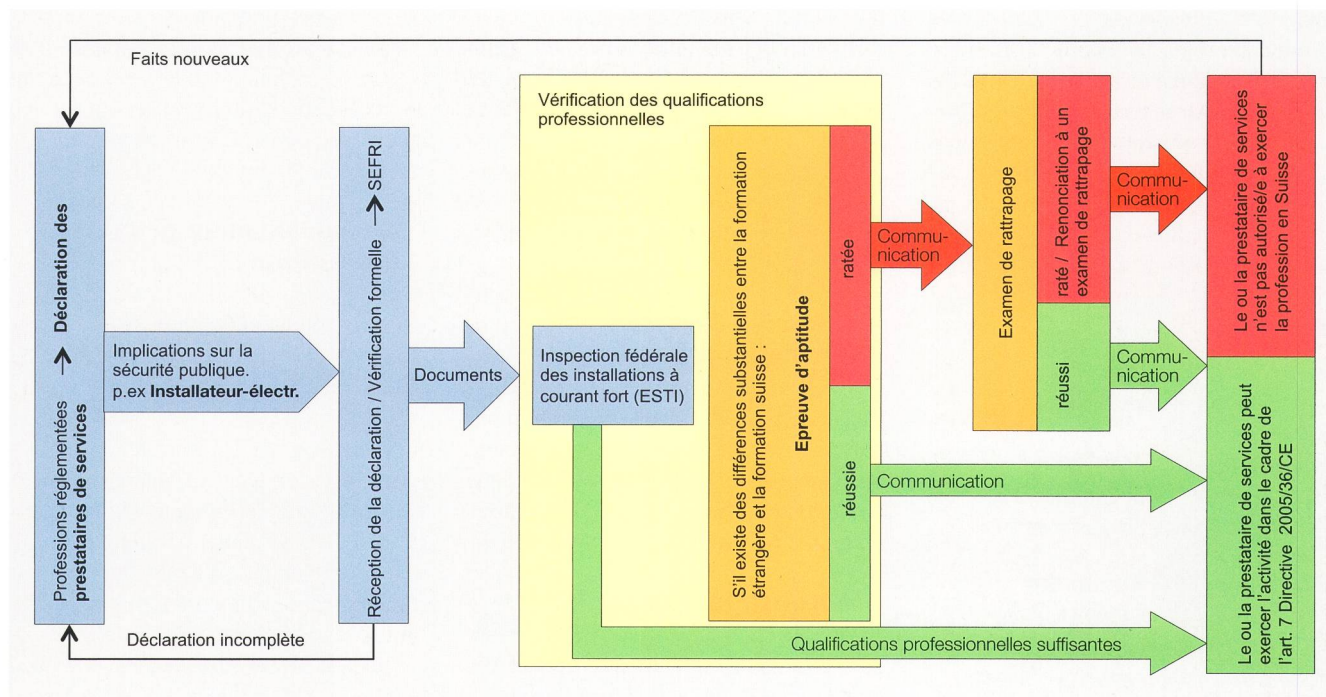 Faits nouveaux
Professions réglementées → Déclaration des
prestataires de services
Implications sur la
sécurité publique.
p.ex Installateur-électr.
Déclaration incomplète
Réception de la déclaration / Vérification formelle → SEFRI
Documents
Vérification des qualifications
professionnelles
Inspection fédérale
des installations à
courant fort (ESTI)
S'il existe des différences substantielles entre la formation
étrangère et la formation suisse :
Epreuve d'aptitude
ratée
réussie
Commu-
nication
Communication
Qualifications professionnelles suffisantes
Examen de rattrapage
raté / Renonciation à un
examen de rattrapage
réussi
Commu-
nication
Commu-
nication
Le ou la prestataire de services
n'est pas autorisé/e à exercer
la profession en Suisse
Le ou la prestataire de services peut
exercer l'activité dans le cadre de
l'art. 7 Directive 2005/36/CE